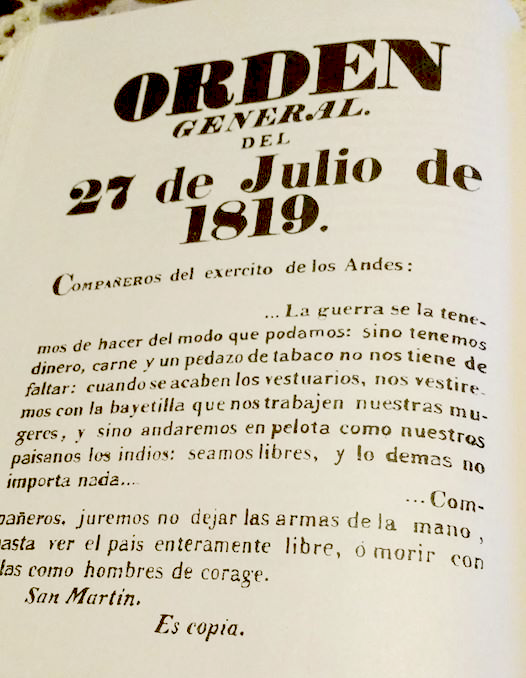 ORDEN
GENERAL.
DEL
27 de Julio de
1819.
COMPAÑEROS del exercito de los Andes:
... La guerra se la tene-
mos de hacer del modo que podamos: sino tenemos
dinero, carne y un pedazo de tabaco no nos tiene de
faltar: cuando se acaben los vestuarios, nos vestire-
mos con la bayetilla que nos trabajen nuestras mu-
geres, y sino andaremos en pelota como nuestros
paisanos los indios: seamos libres, y lo demas no
importa nada...
... Com-
pañeros. juremos no dejar las armas de la mano,
asta ver el pais enteramente libre, ó morir con
las como hombres de corage.
San Martin.
Es copia.